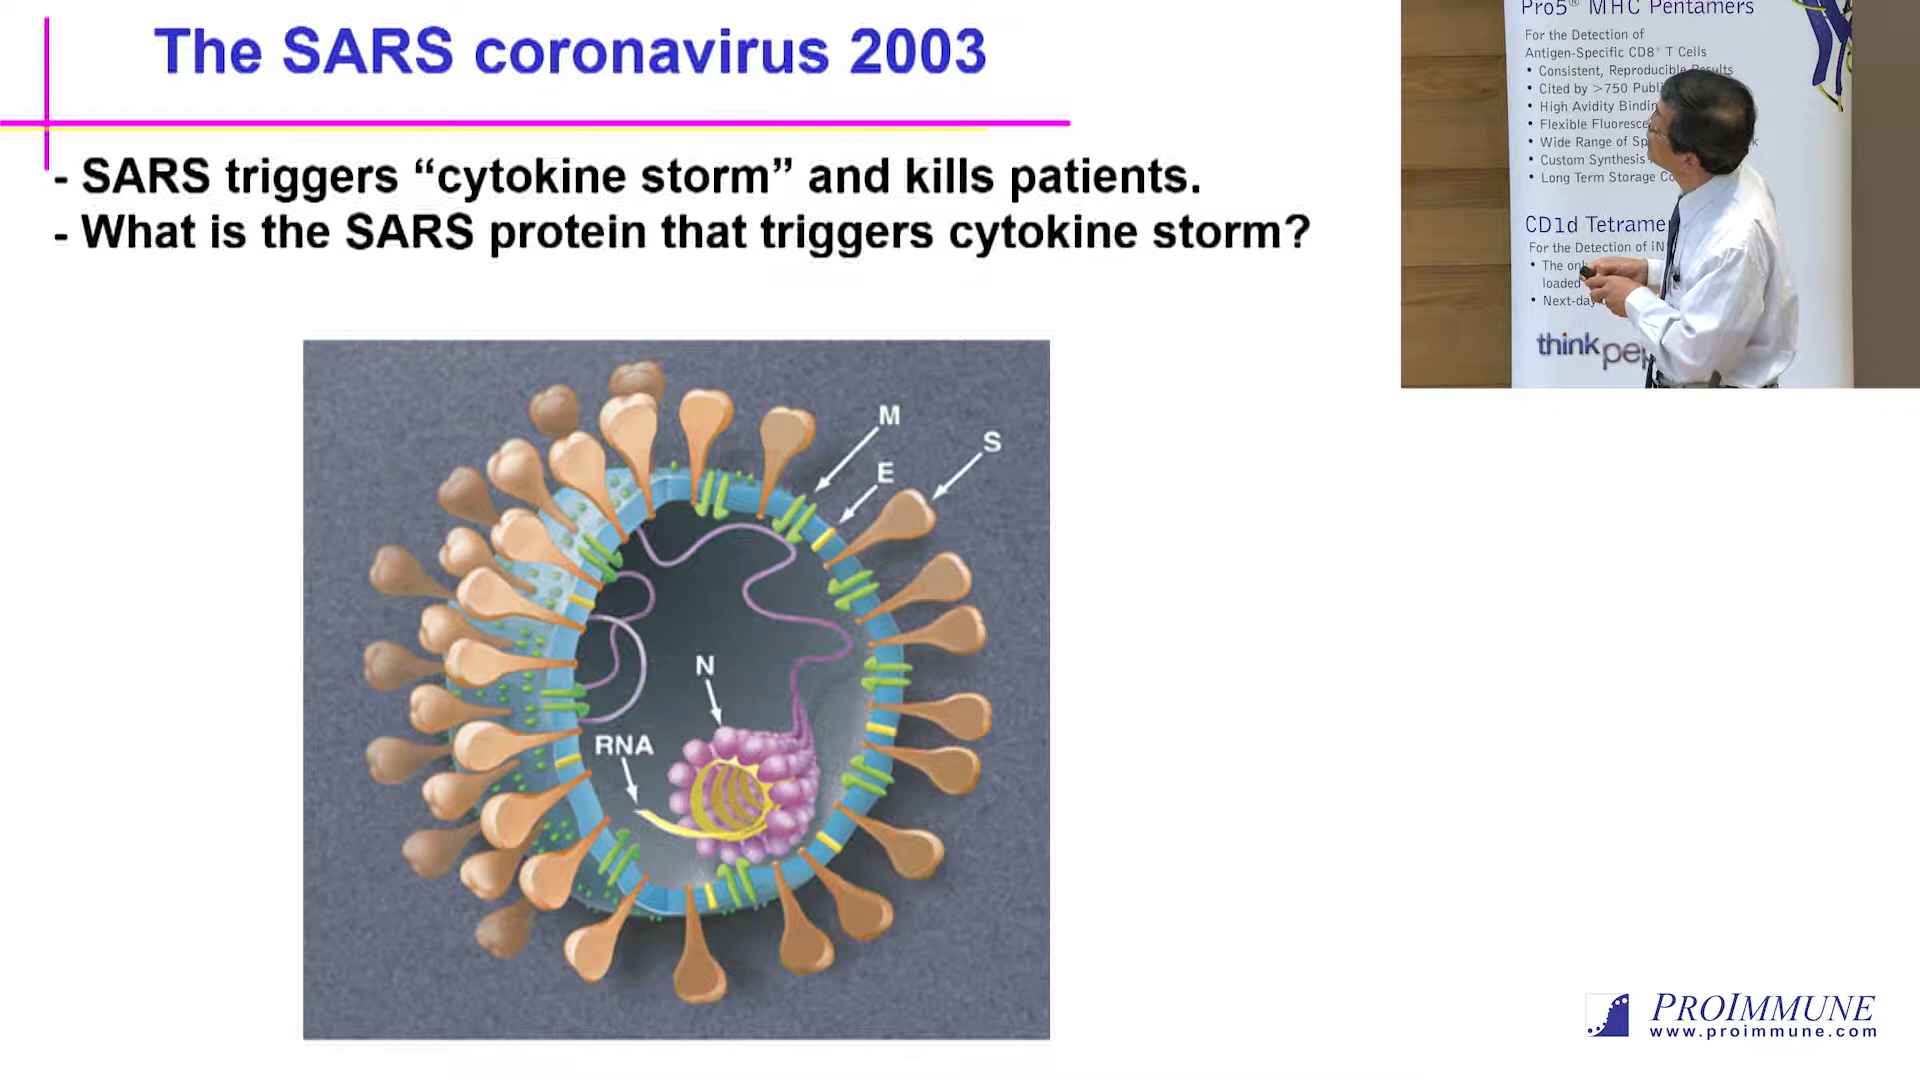 The SARS coronavirus 2003
- SARS triggers “cytokine storm” and kills patients.
- What is the SARS protein that triggers cytokine storm?
M
S
E
N
RNA
Pro5® MHC Pentamers
For the Detection of
Antigen-Specific CD8+ T Cells
• Consistent, Reproducible Results
• Cited by >750
• High Avidity
• Flexible
• Wide Range of
• Custom Synthesis
• Long Term Storage
CD1d
For the Detection of
• The
loaded
• Next-day
think
PROIMMUNE
www.proimmune.com